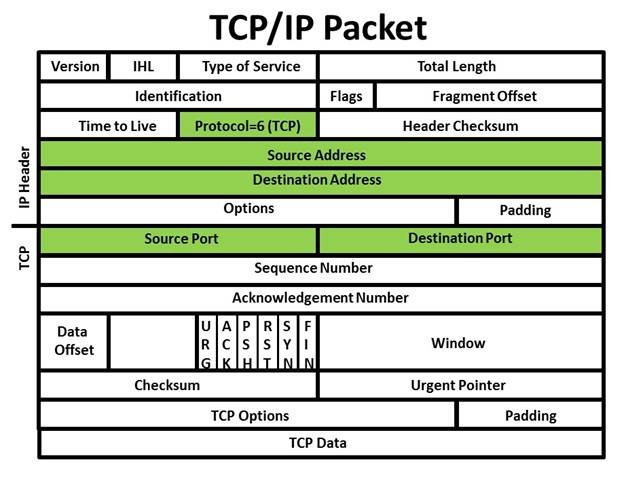 TCP/IP Packet
Version IHL Type of Service Total Length
Identification Flags Fragment Offset
Time to Live Protocol=6 (TCP) Header Checksum
Source Address
Destination Address
Options Padding
IP Header
Source Port Destination Port
TCP
Sequence Number
Acknowledgement Number
Data Offset URG ACK PSH RST SYN FIN Window
Checksum Urgent Pointer
TCP Options Padding
TCP Data